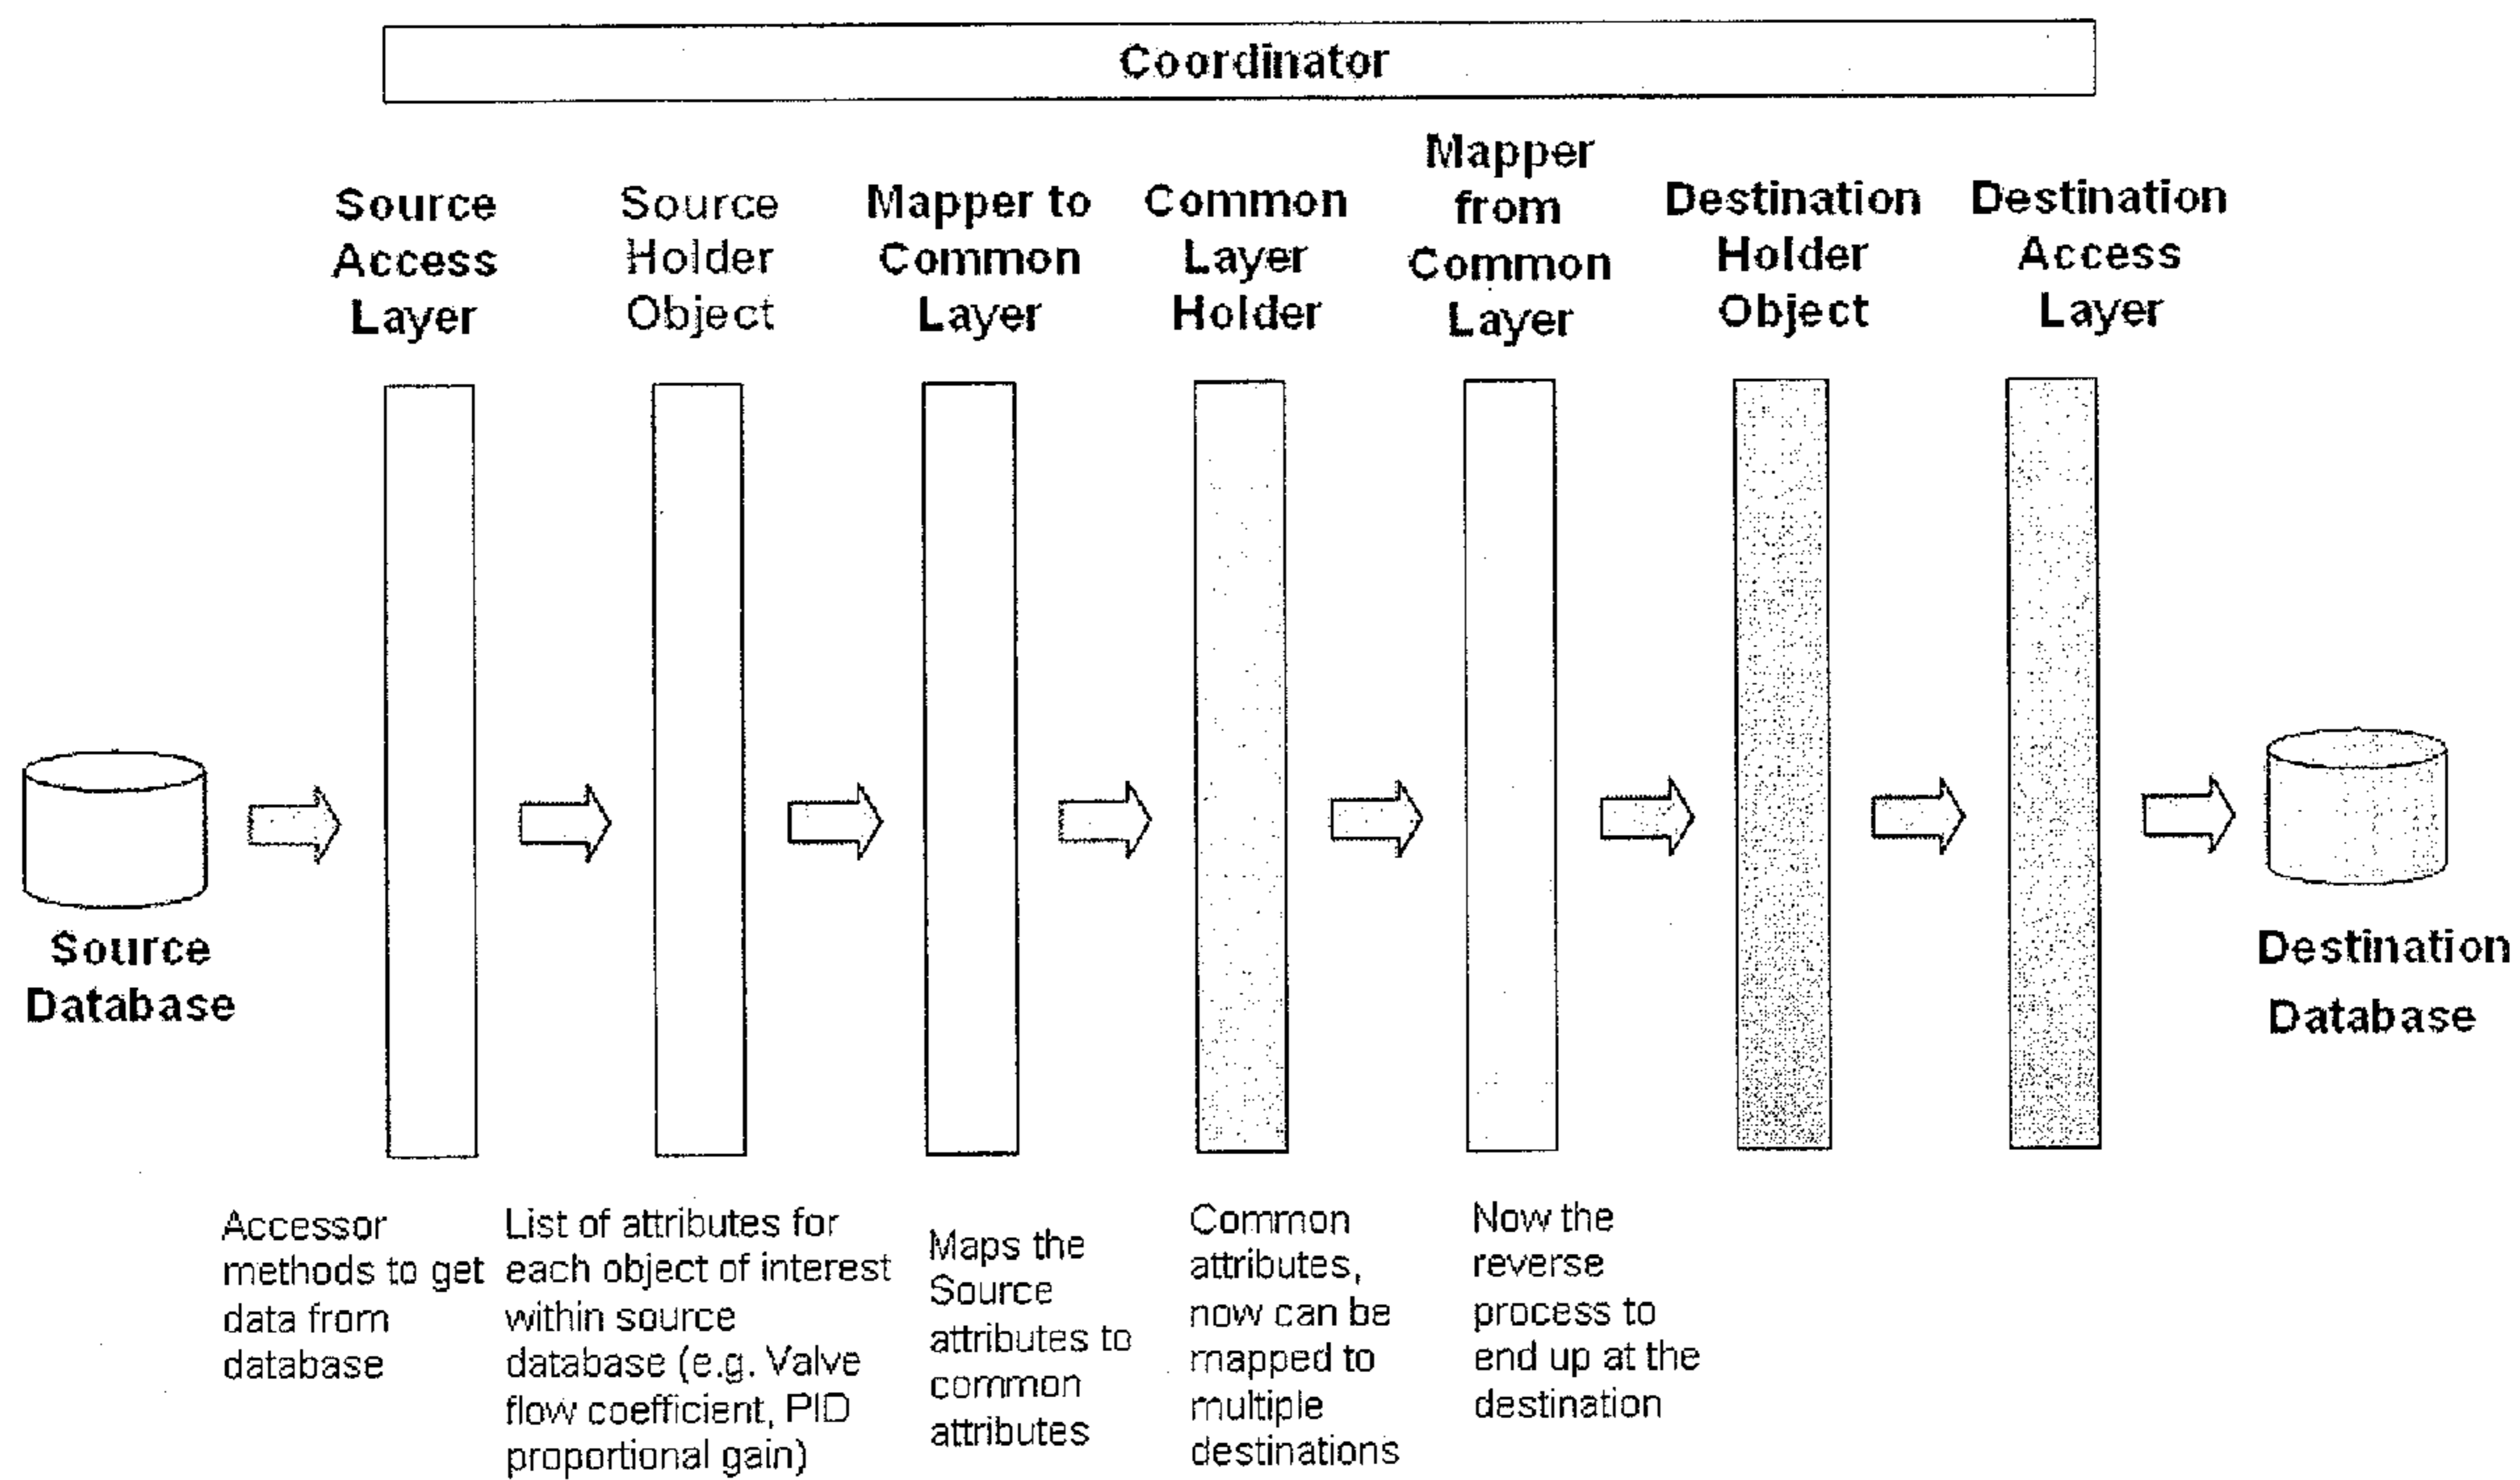 Coordinator
Source
Access
Layer
Source
Holder
Object
Mapper to
Common
Layer
Common
Layer
Holder
Mapper
from
Common
Layer
Destination
Holder
Object
Destination
Access
Layer
Source
Database
Destination
Database
Accessor
methods to get
data from
database
List of attributes for
each object of interest
within source
database (e.g. Valve
flow coefficient, PID
proportional gain)
Maps the
Source
attributes to
common
attributes
Common
attributes,
now can be
mapped to
multiple
destinations
Now the
reverse
process to
end up at the
destination